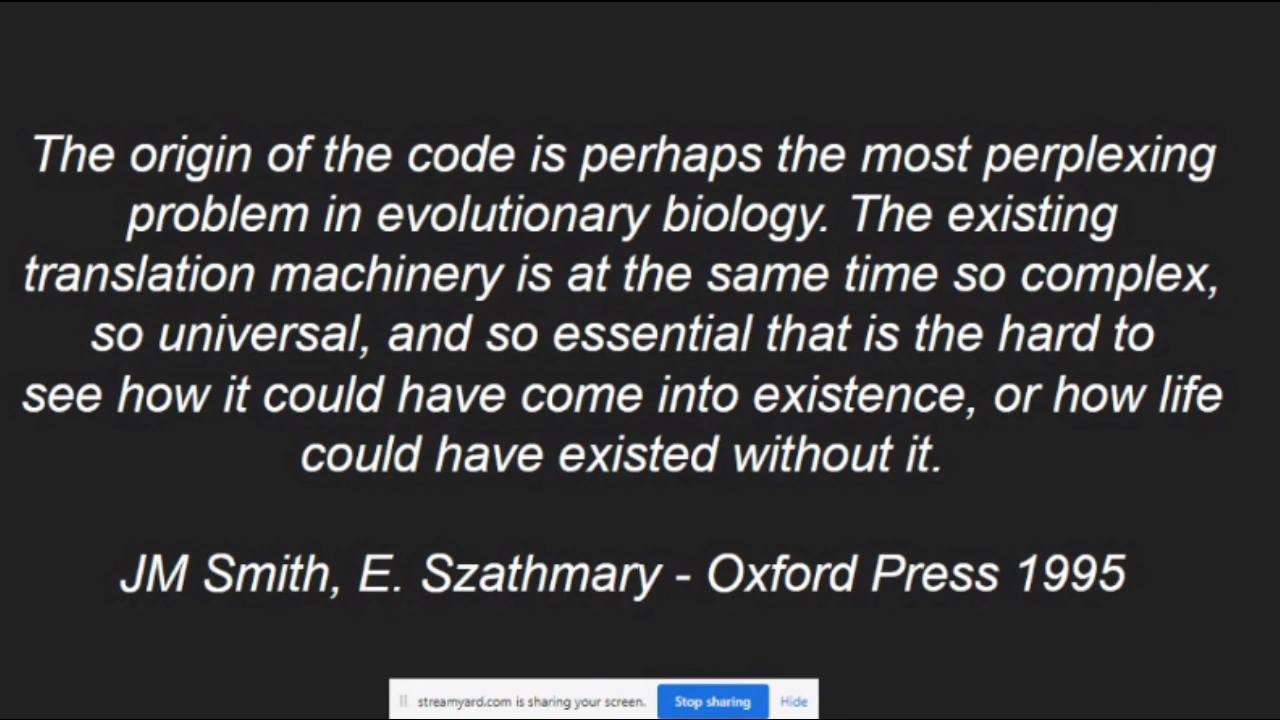 The origin of the code is perhaps the most perplexing
problem in evolutionary biology. The existing
translation machinery is at the same time so complex,
so universal, and so essential that is the hard to
see how it could have come into existence, or how life
could have existed without it.
JM Smith, E. Szathmary - Oxford Press 1995
streamyard.com is sharing your screen. Stop sharing Hide